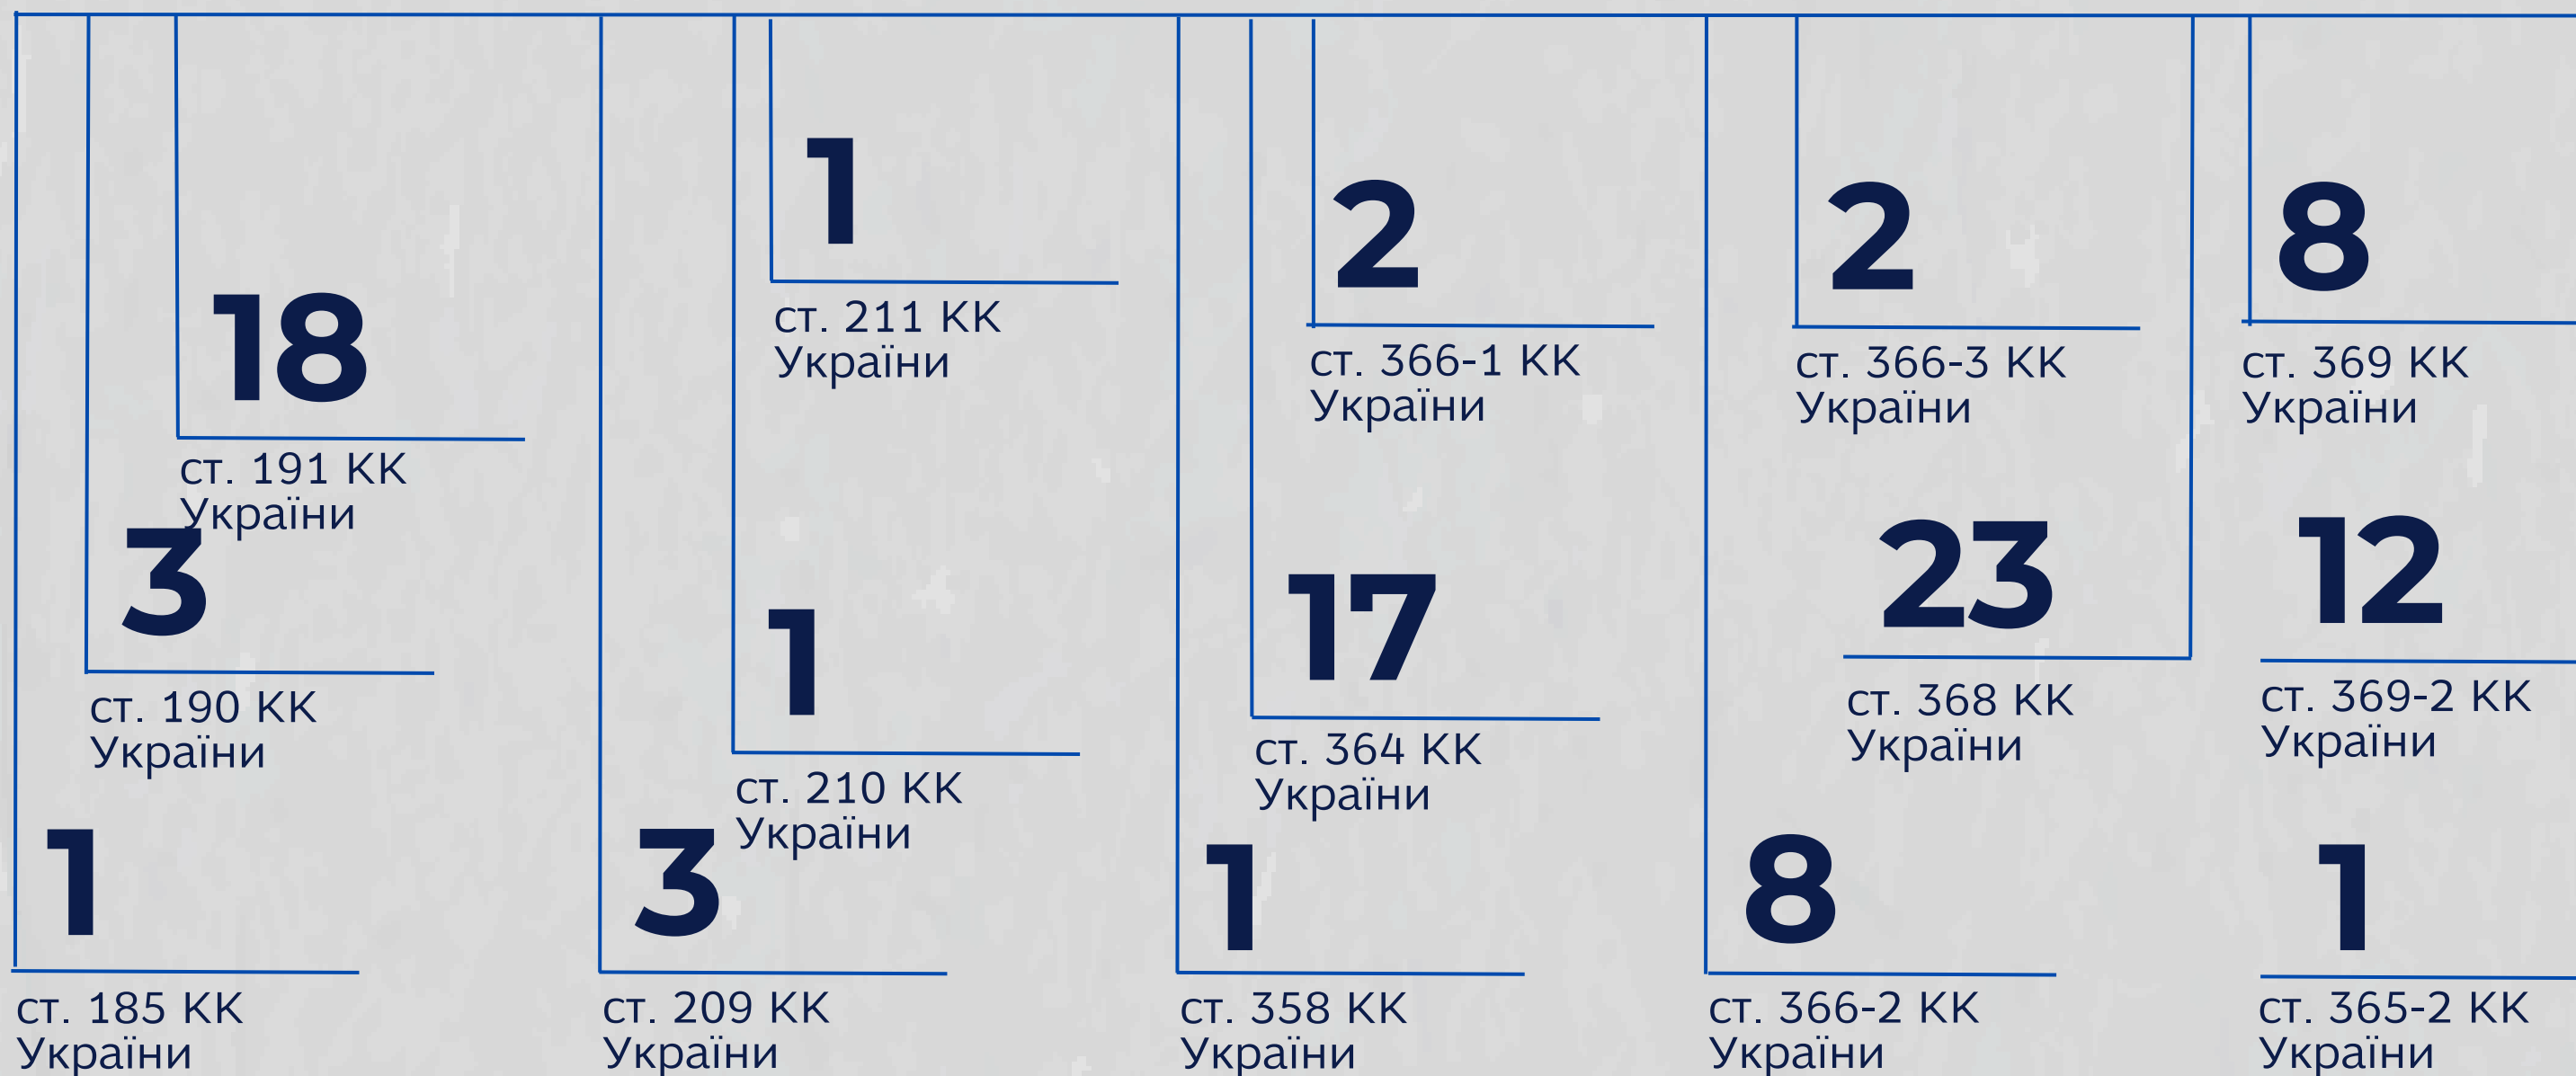 18
ст. 191 КК
України
3
ст. 190 КК
України
1
ст. 185 КК
України
1
ст. 211 КК
України
1
ст. 210 КК
України
3
ст. 209 КК
України
2
ст. 366-1 КК
України
17
ст. 364 КК
України
1
ст. 358 КК
України
2
ст. 366-3 КК
України
23
ст. 368 КК
України
8
ст. 366-2 КК
України
8
ст. 369 КК
України
12
ст. 369-2 КК
України
1
ст. 365-2 КК
України